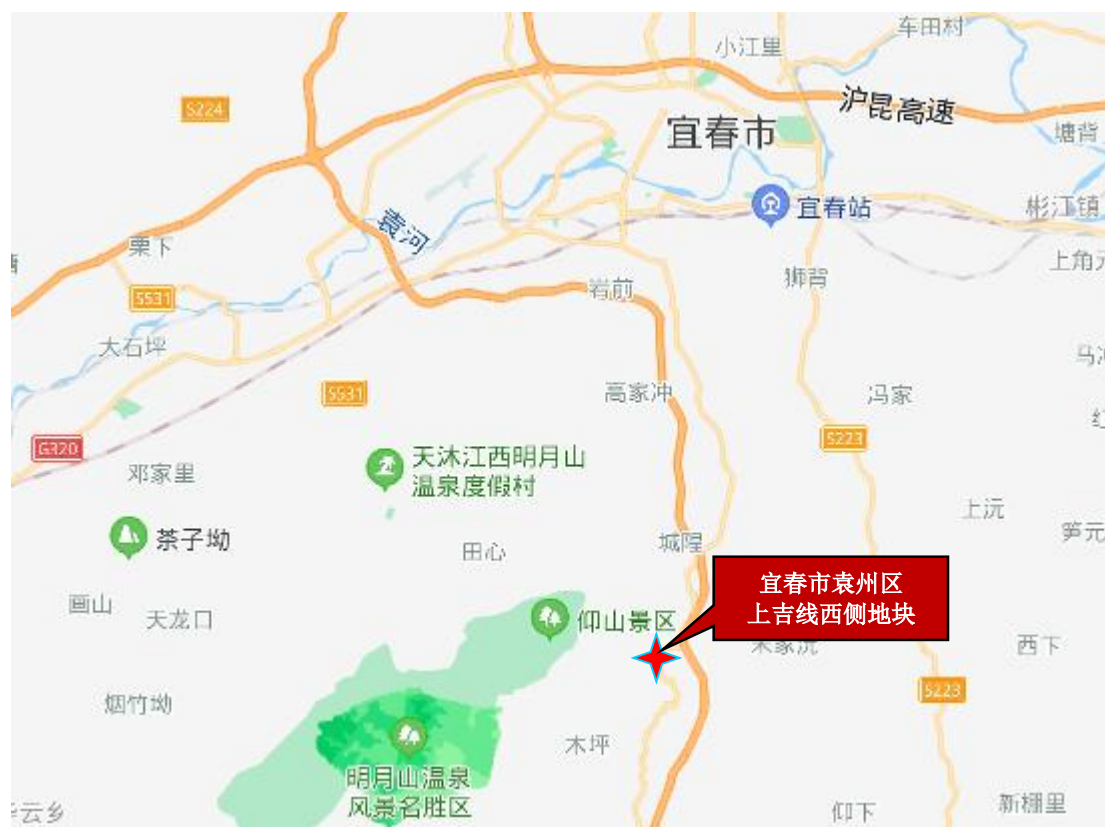 车田村
小江里
S224
沪昆高速
宜春市
塘背
宜春站
彬江镇
袁河
栗下
上角元
狮背
岩前
S531
大石坪
S531
高家冲
冯家
G320
S223
天沐江西明月山
温泉度假村
邓家里
上沅
茶子坳
田心
城隍
笋元
宜春市袁州区
上吉线西侧地块
画山
天龙口
仰山景区
西下
烟竹坳
S223
木坪
明月山温泉
风景名胜区
仰下
新棚里
云乡